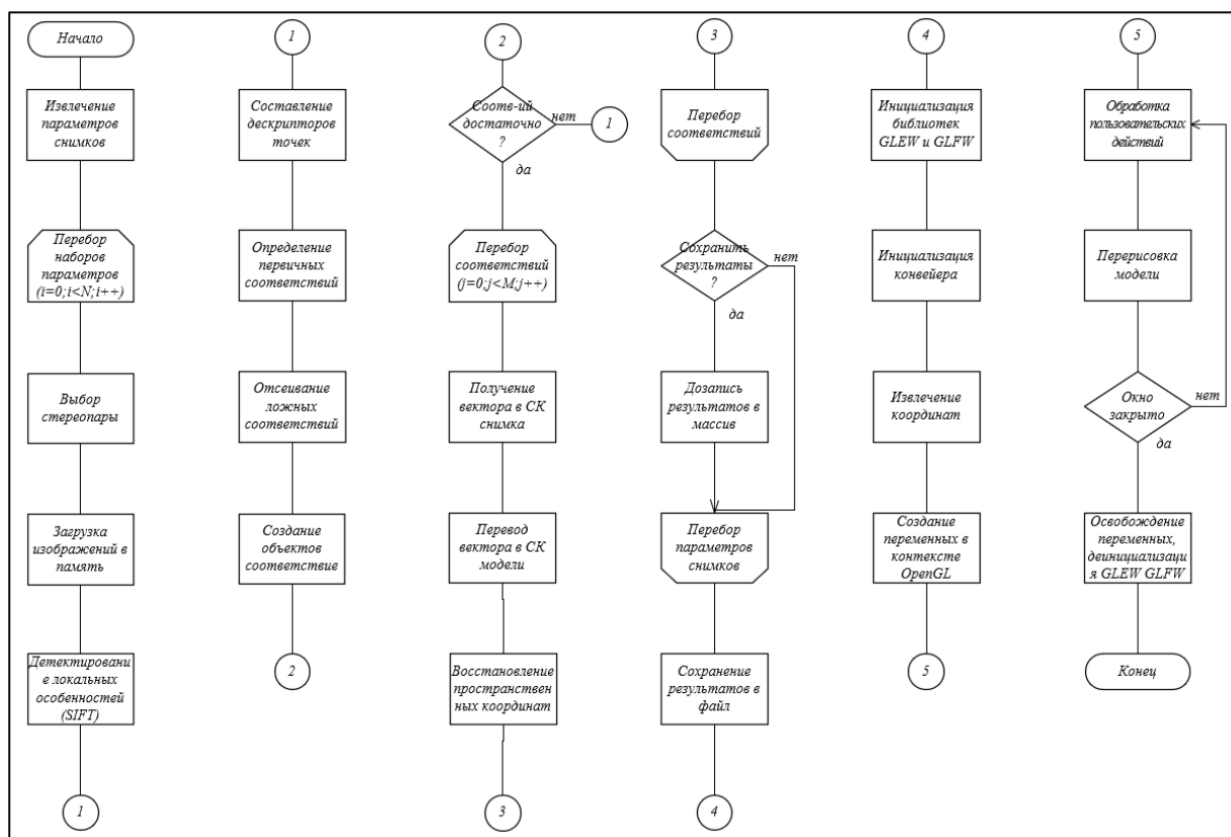 Начало
Извлечение
параметров
снимков
Перебор
наборов
параметров
(i=0;i<N;i++)
Выбор
стереопары
Загрузка
изображений в
память
Детектировани
е локальных
особенностей
(SIFT)
1
1
Составление
дескрипторов
точек
Определение
первичных
соответствий
Отсеивание
ложных
соответствий
Создание
объектов
соответствие
2
2
Соотв-ий
достаточно
?
нет
1
да
Перебор
соответствий
(j=0;j<M;j++)
Получение
вектора в СК
снимка
Перевод
вектора в СК
модели
Восстановление
пространствен
ных координат
3
3
Перебор
соответствий
Сохранить
результаты
?
нет
да
Дозапись
результатов в
массив
Перебор
параметров
снимков
Сохранение
результатов в
файл
4
4
Инициализация
библиотек
GLEW и GLFW
Инициализация
конвейера
Извлечение
координат
Создание
переменных в
контексте
OpenGL
5
5
Обработка
пользовательских
действий
Перерисовка
модели
Окно
закрыто
нет
да
Освобождение
переменных,
деинициализаци
я GLEW GLFW
Конец